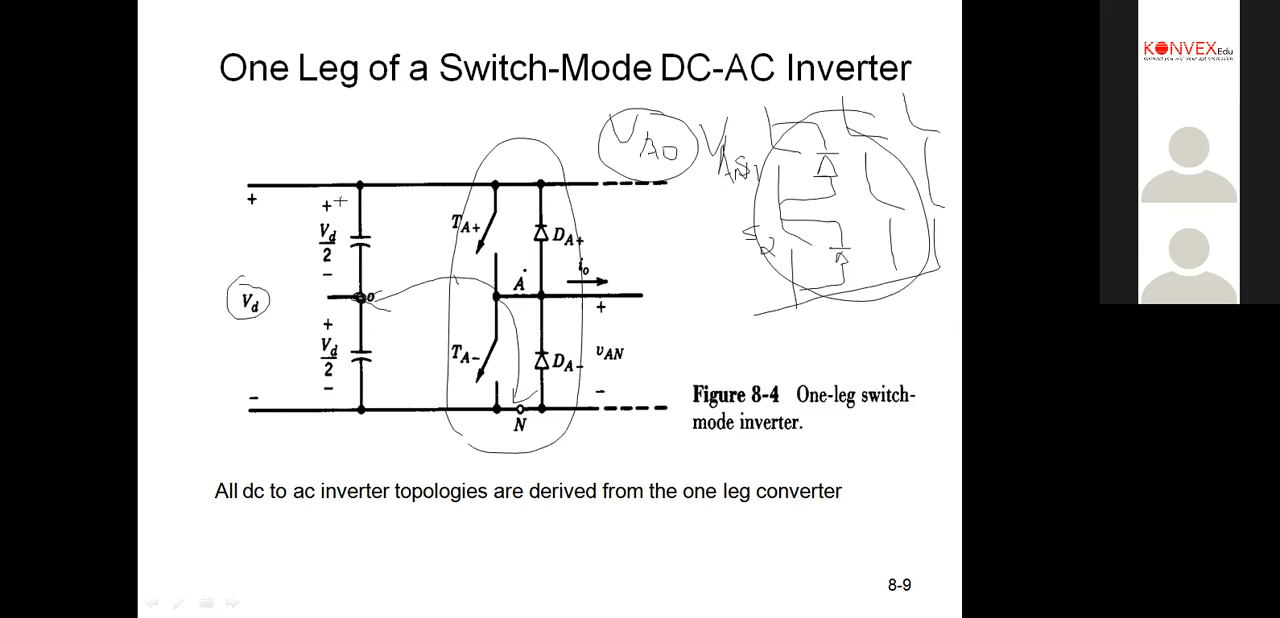 One Leg of a Switch-Mode DC-AC Inverter
KONVEX Edu
V_AO
V_AN
+
+ +
V_d/2
-
V_d
o
+
V_d/2
-
-
T_A+
D_A+
A
i_o
+
T_A-
D_A-
v_AN
-
N
Figure 8-4 One-leg switch-
mode inverter.
All dc to ac inverter topologies are derived from the one leg converter
8-9